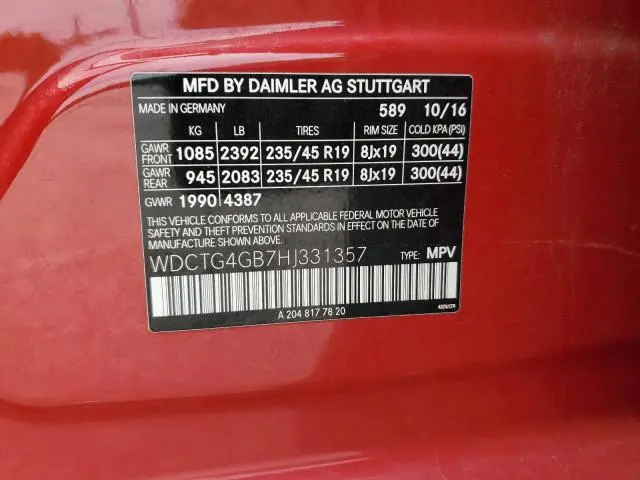 MFD BY DAIMLER AG STUTTGART
MADE IN GERMANY 589 10/16
KG LB TIRES RIM SIZE COLD KPA(PSI)
GAWR FRONT 1085 2392 235/45 R19 8Jx19 300(44)
GAWR REAR 945 2083 235/45 R19 8Jx19 300(44)
GVWR 1990 4387
THIS VEHICLE CONFORMS TO ALL APPLICABLE FEDERAL MOTOR VEHICLE
SAFETY AND THEFT PREVENTION STANDARDS IN EFFECT ON THE DATE OF
MANUFACTURE SHOWN ABOVE.
WDCTG4GB7HJ331357 TYPE: MPV
A 204 817 78 20